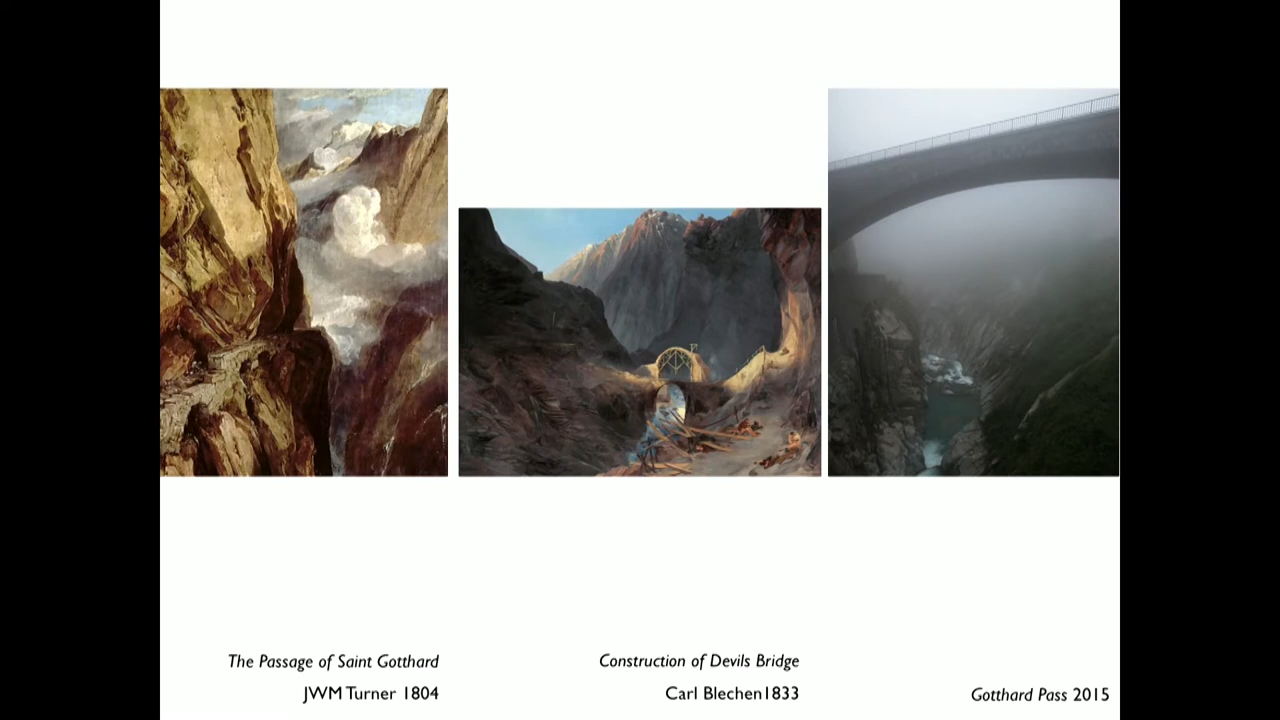 The Passage of Saint Gotthard
JWM Turner 1804
Construction of Devils Bridge
Carl Blechen1833
Gotthard Pass 2015